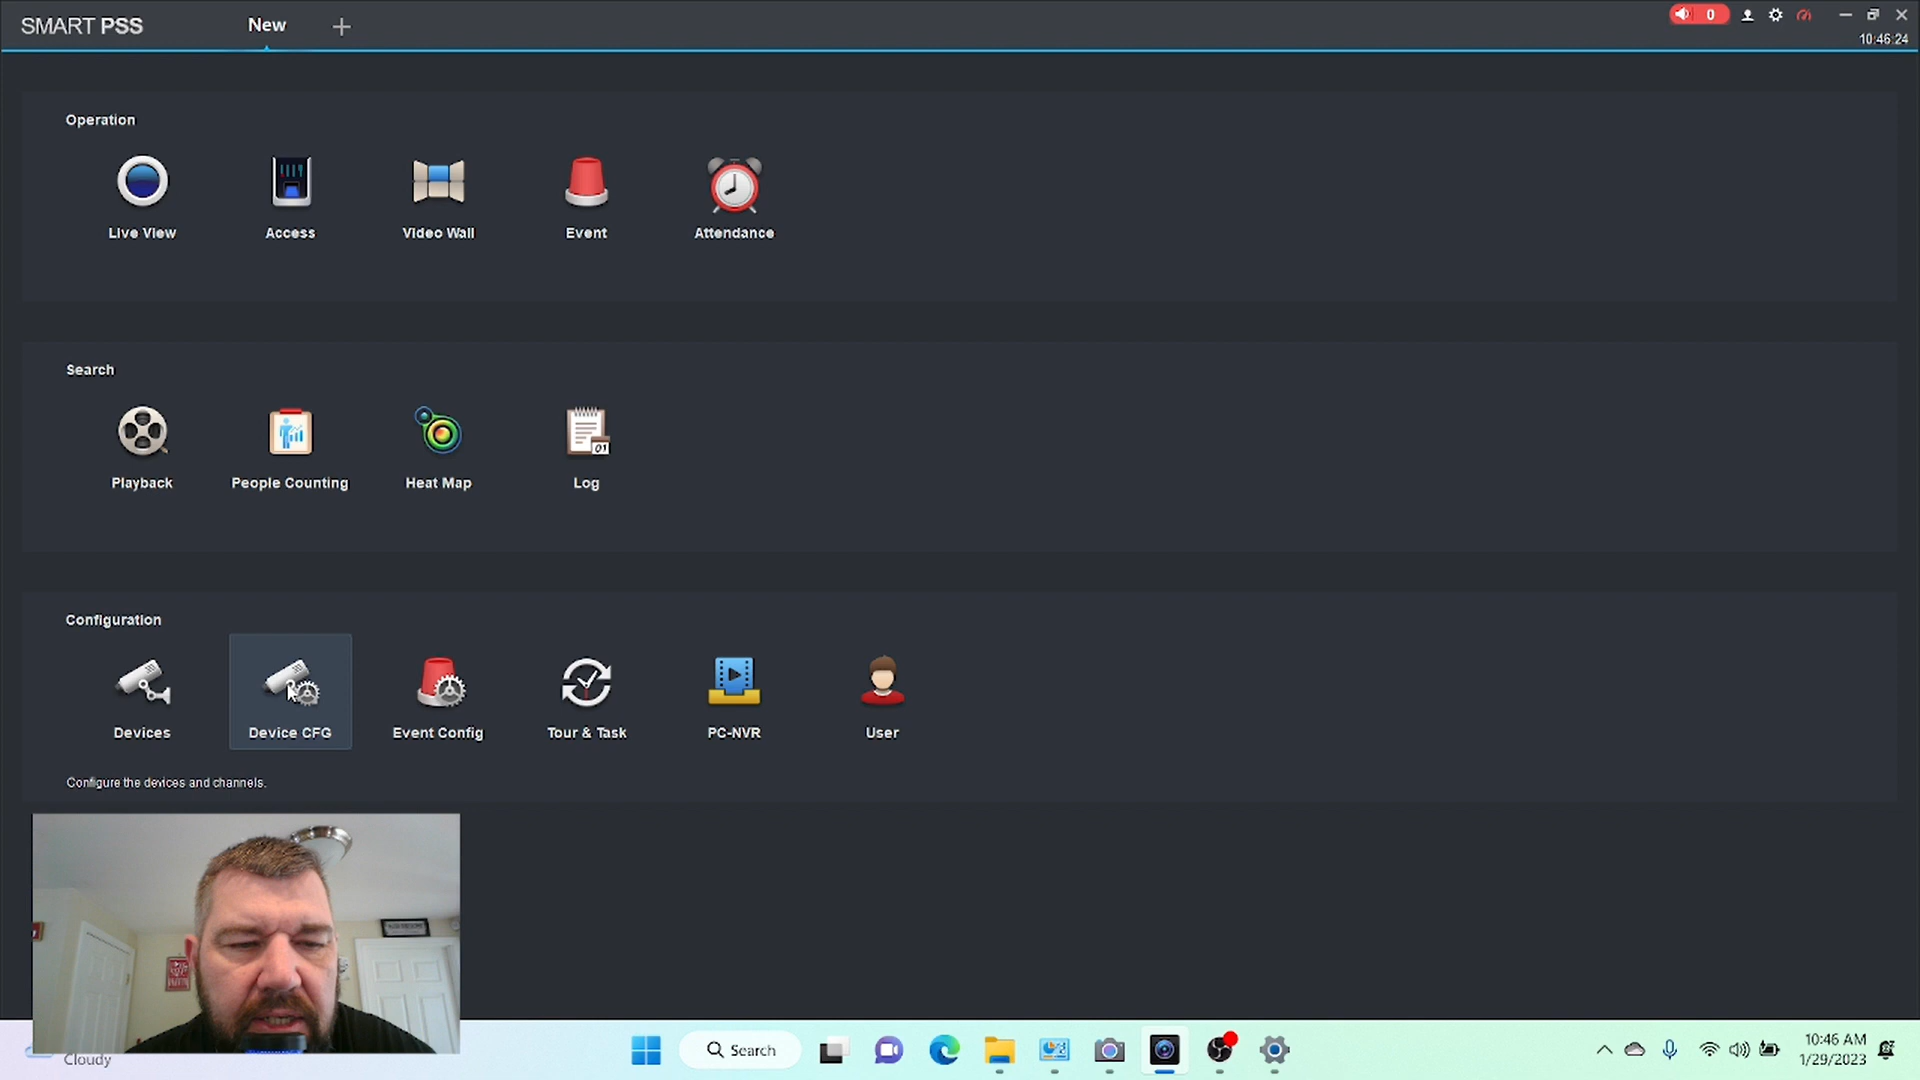 SMART PSS
New
0
10:46:24
Operation
Live View
Access
Video Wall
Event
Attendance
Search
Playback
People Counting
Heat Map
01
Log
Configuration
Devices
Device CFG
Event Config
Tour & Task
PC-NVR
User
Configure the devices and channels.
Cloudy
Search
10:46 AM
1/29/2023